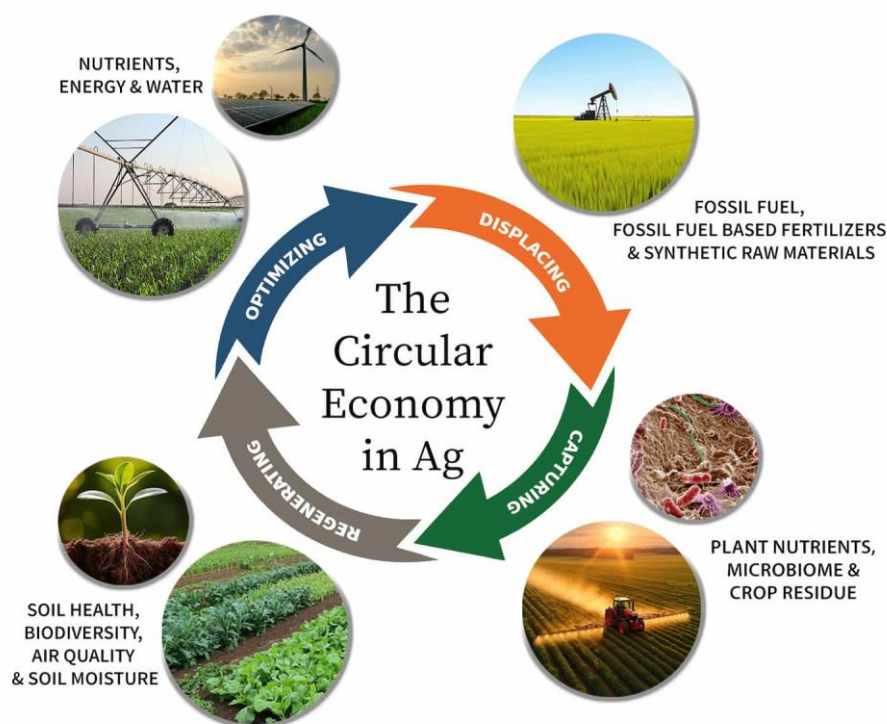 NUTRIENTS,
ENERGY & WATER
FOSSIL FUEL,
FOSSIL FUEL BASED FERTILIZERS
& SYNTHETIC RAW MATERIALS
OPTIMIZING
DISPLACING
The
Circular
Economy
in Ag
CAPTURING
REGENERATING
PLANT NUTRIENTS,
MICROBIOME &
CROP RESIDUE
SOIL HEALTH,
BIODIVERSITY,
AIR QUALITY
& SOIL MOISTURE